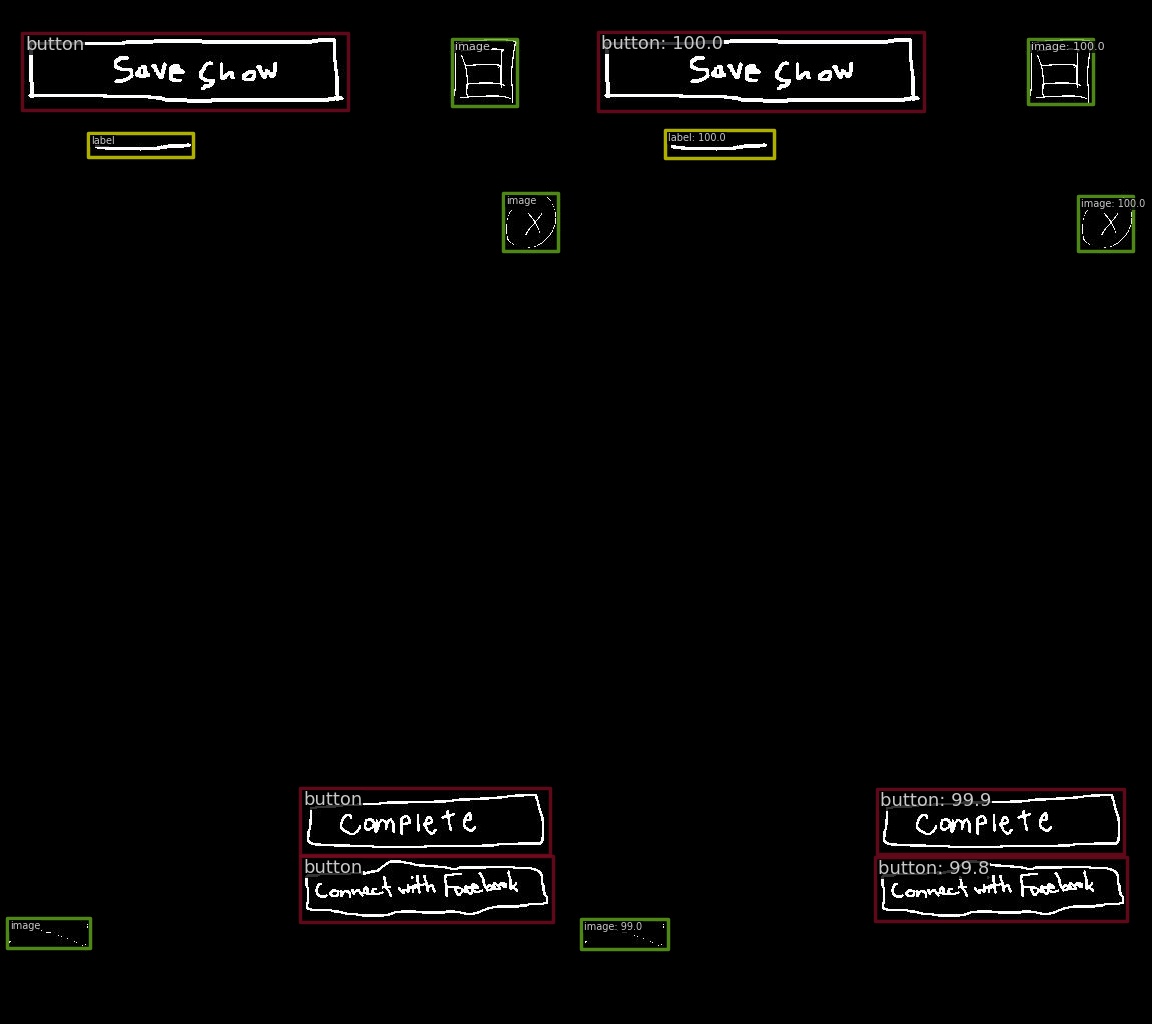 button
Save Show
image
button: 100.0
Save Show
image: 100.0
label
label: 100.0
image
X
image: 100.0
X
button
Complete
button: 99.9
Complete
button
Connect with Facebook
button: 99.8
Connect with Facebook
image
image: 99.0